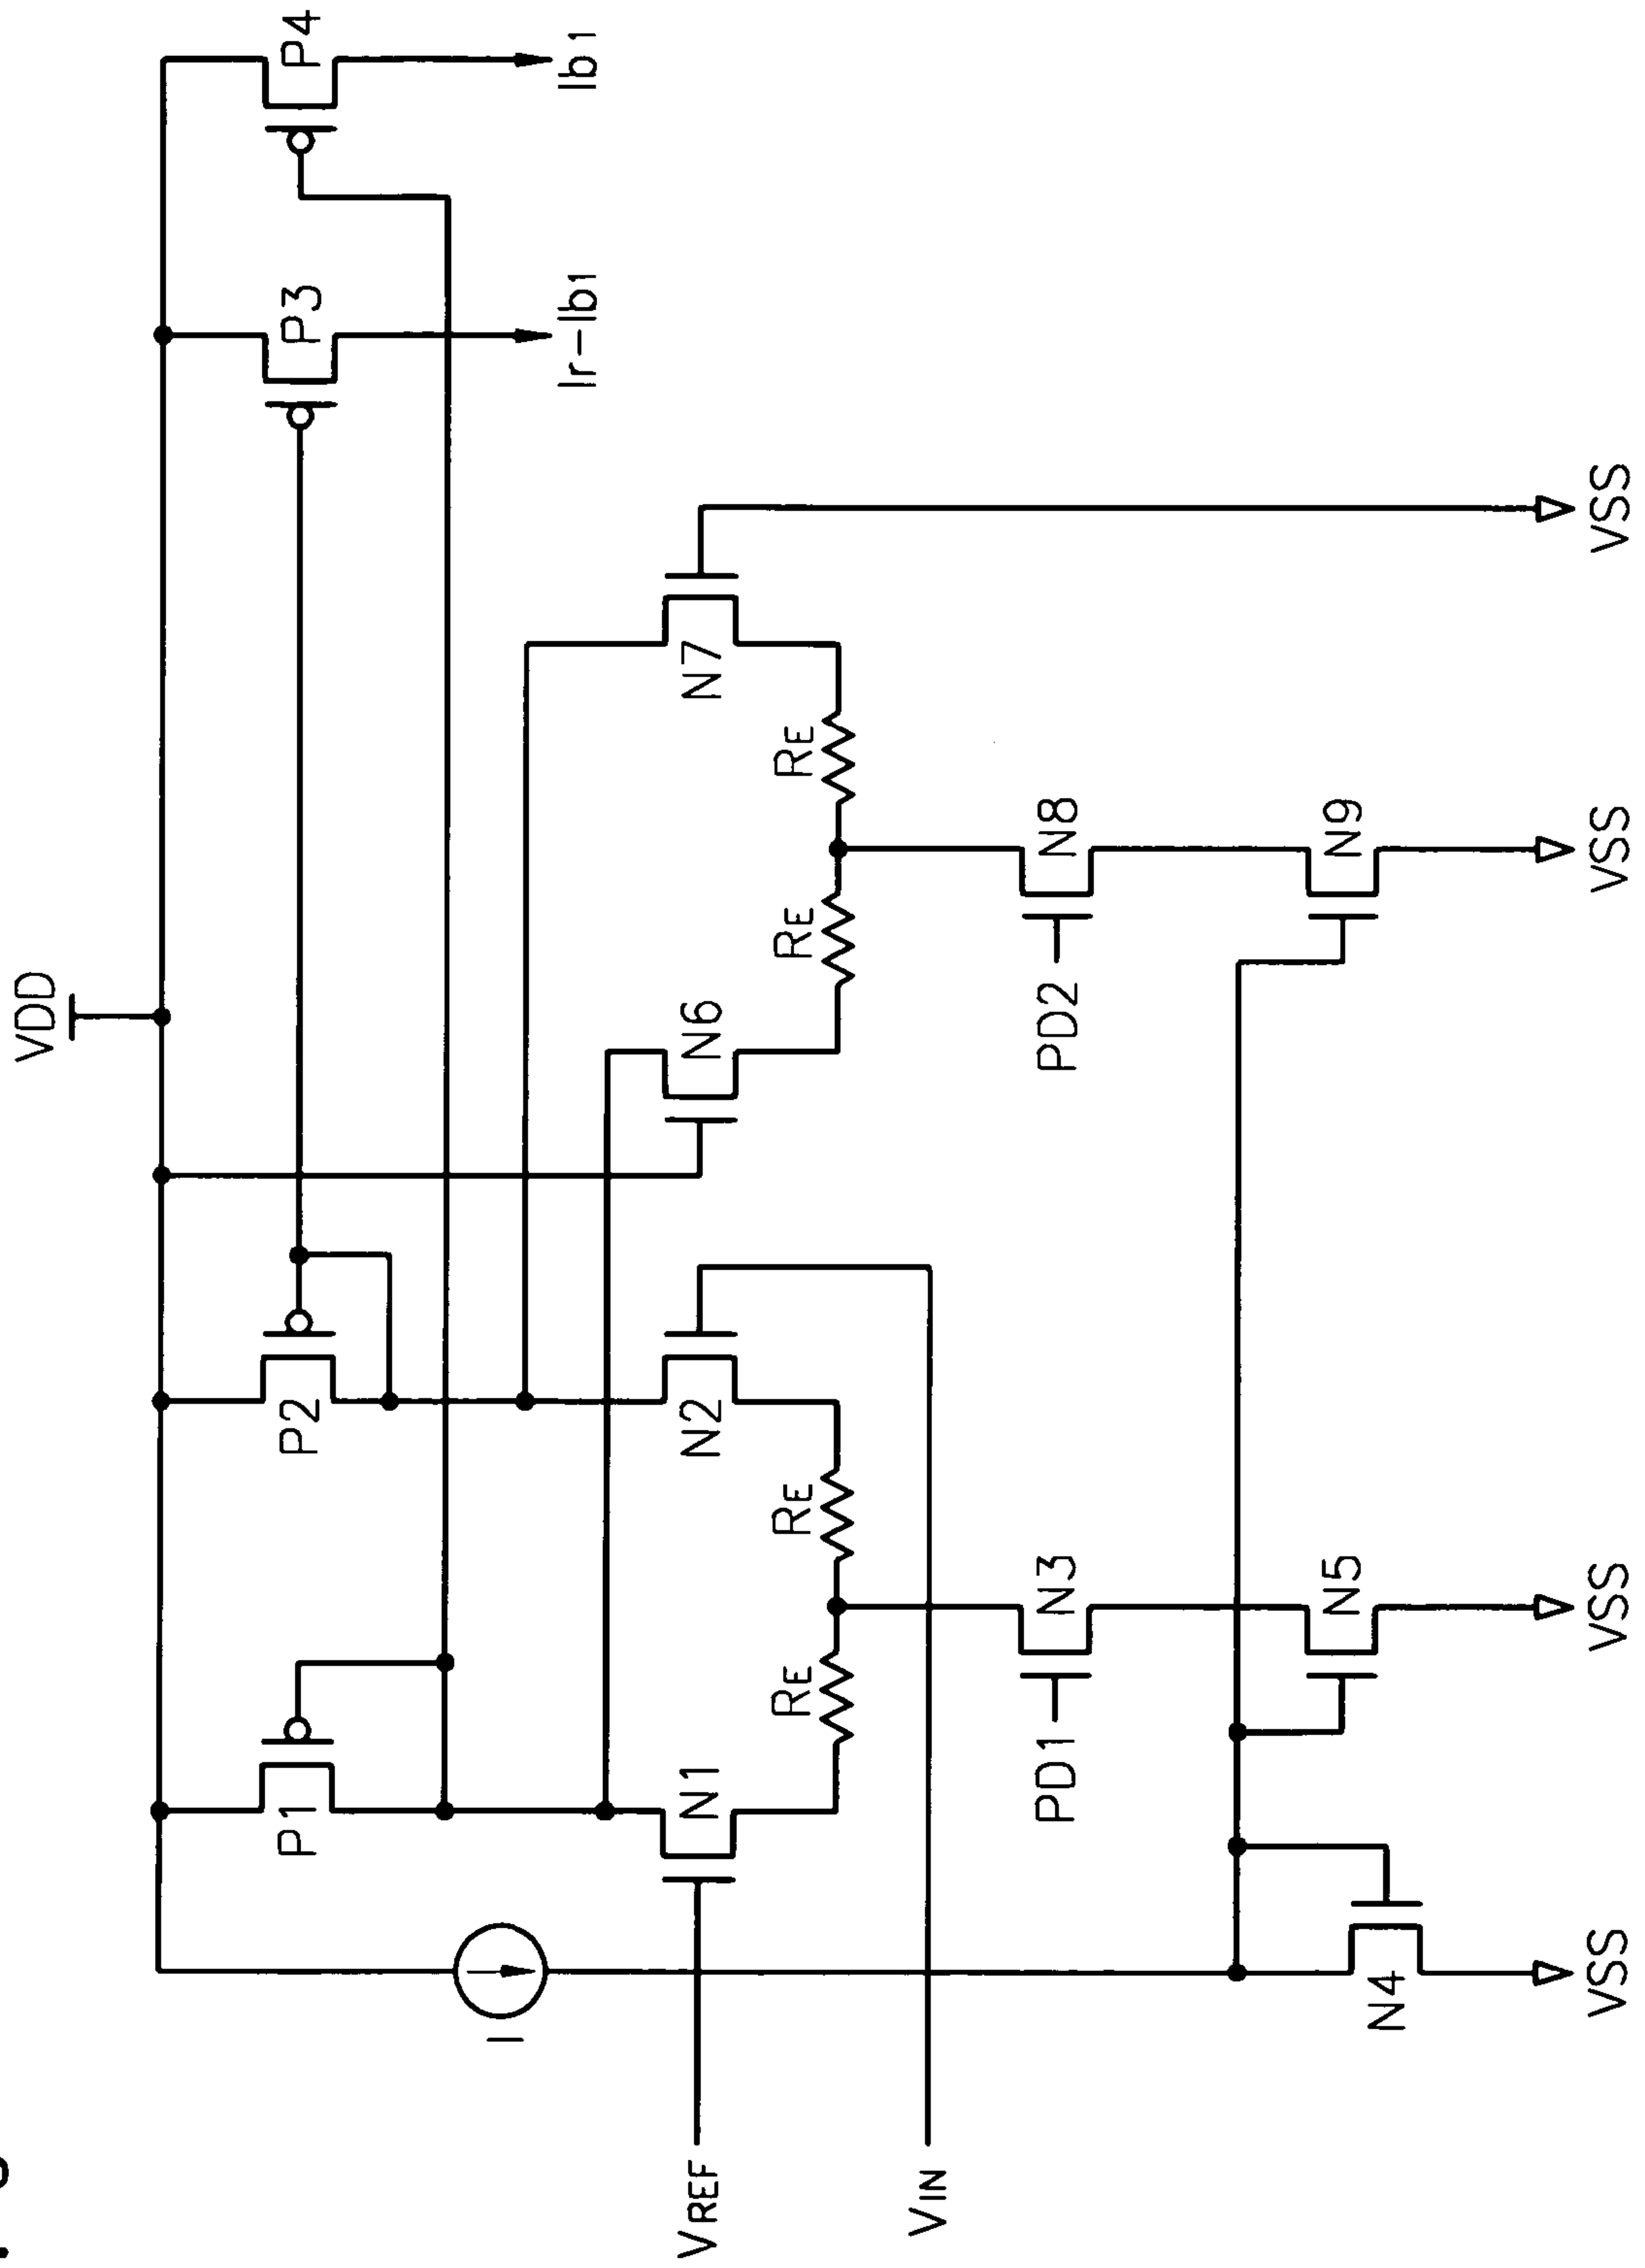 VDD
P1
P2
P3
P4
I
Ir-Ib1
Ib1
VREF
N1
N2
N6
N7
RE
RE
RE
RE
VIN
PD1
N3
PD2
N8
N4
N5
N9
VSS
VSS
VSS
VSS